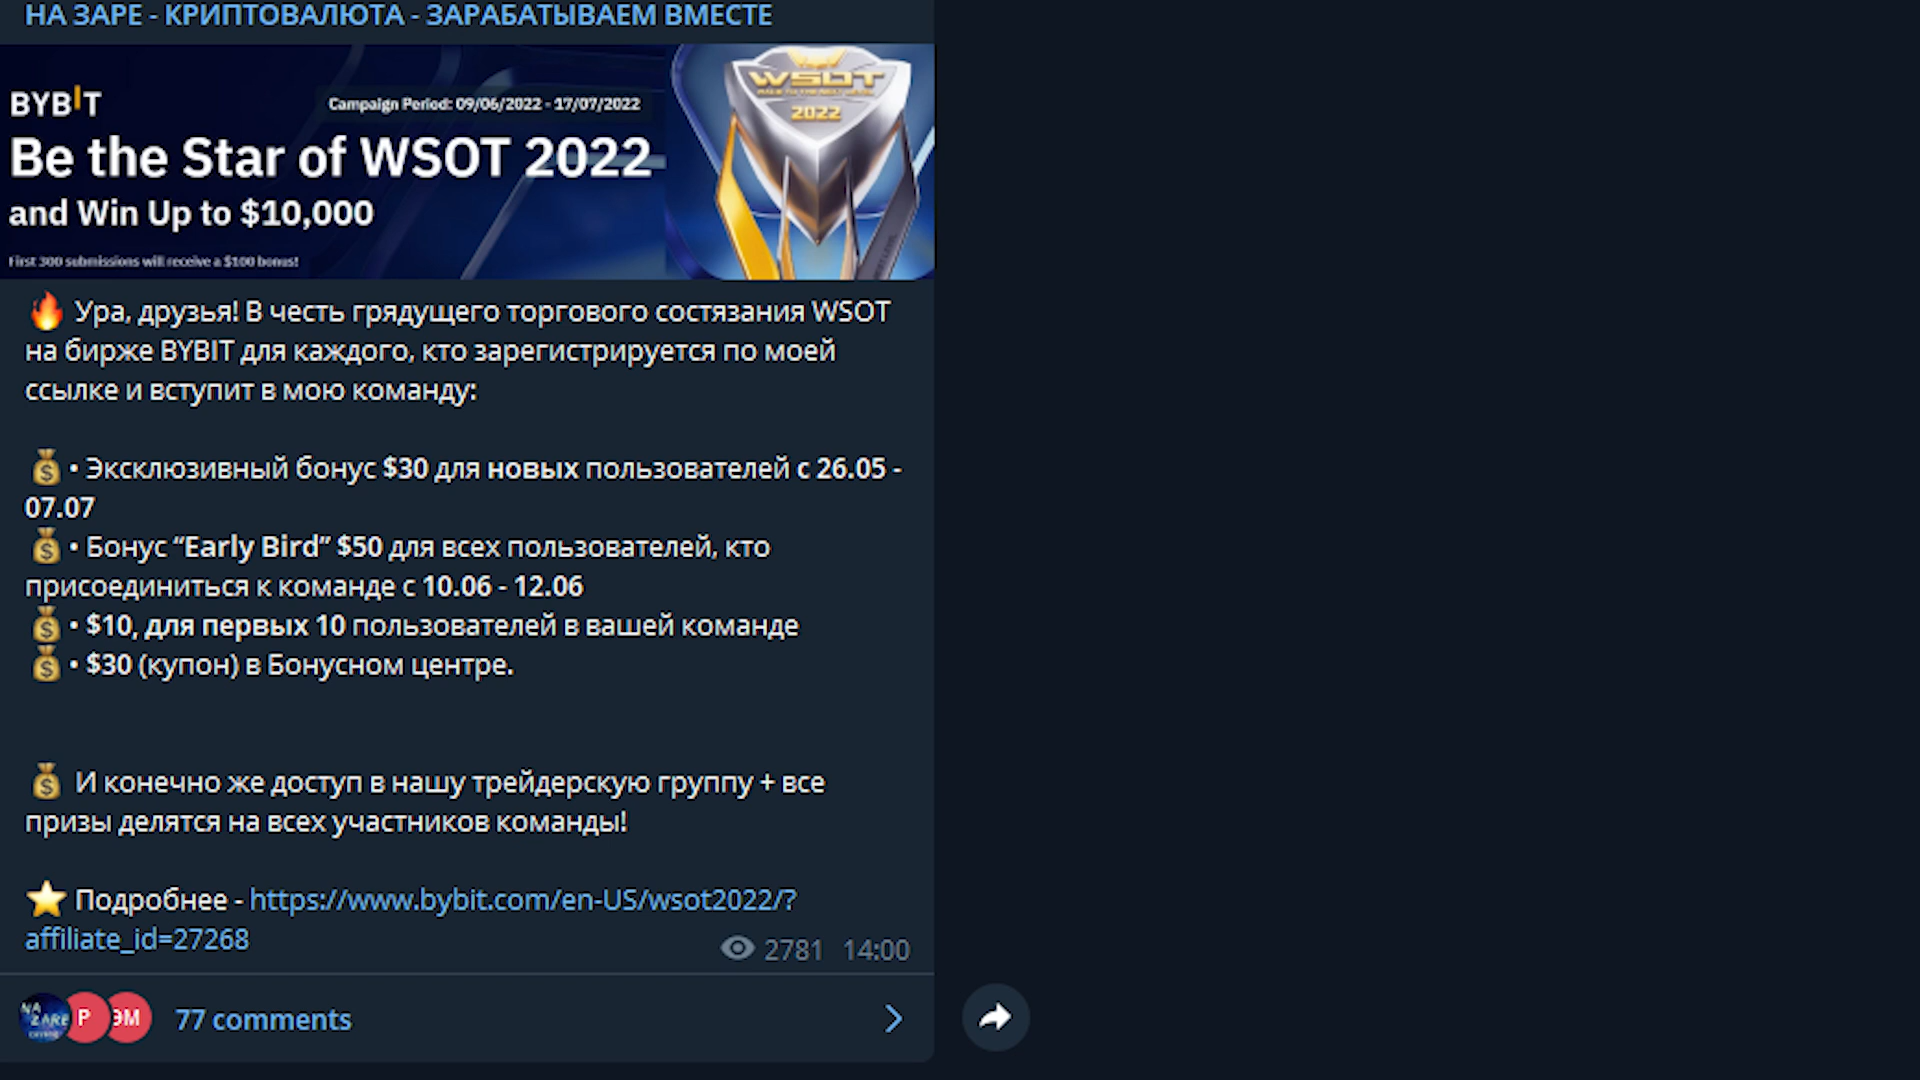 НА ЗАРЕ - КРИПТОВАЛЮТА - ЗАРАБАТЫВАЕМ ВМЕСТЕ
BYBIT
Campaign Period: 09/06/2022 - 17/07/2022
Be the Star of WSOT 2022
and Win Up to $10,000
First 300 submissions will receive a $100 bonus!
WSOT
2022
🔥 Ура, друзья! В честь грядущего торгового состязания WSOT
на бирже BYBIT для каждого, кто зарегистрируется по моей
ссылке и вступит в мою команду:
💰 • Эксклюзивный бонус $30 для новых пользователей с 26.05 -
07.07
💰 • Бонус “Early Bird” $50 для всех пользователей, кто
присоединиться к команде с 10.06 - 12.06
💰 • $10, для первых 10 пользователей в вашей команде
💰 • $30 (купон) в Бонусном центре.
💰 И конечно же доступ в нашу трейдерскую группу + все
призы делятся на всех участников команды!
⭐ Подробнее - https://www.bybit.com/en-US/wsot2022/?
affiliate_id=27268
2781 14:00
NA ZARE
P
ЭМ
77 comments